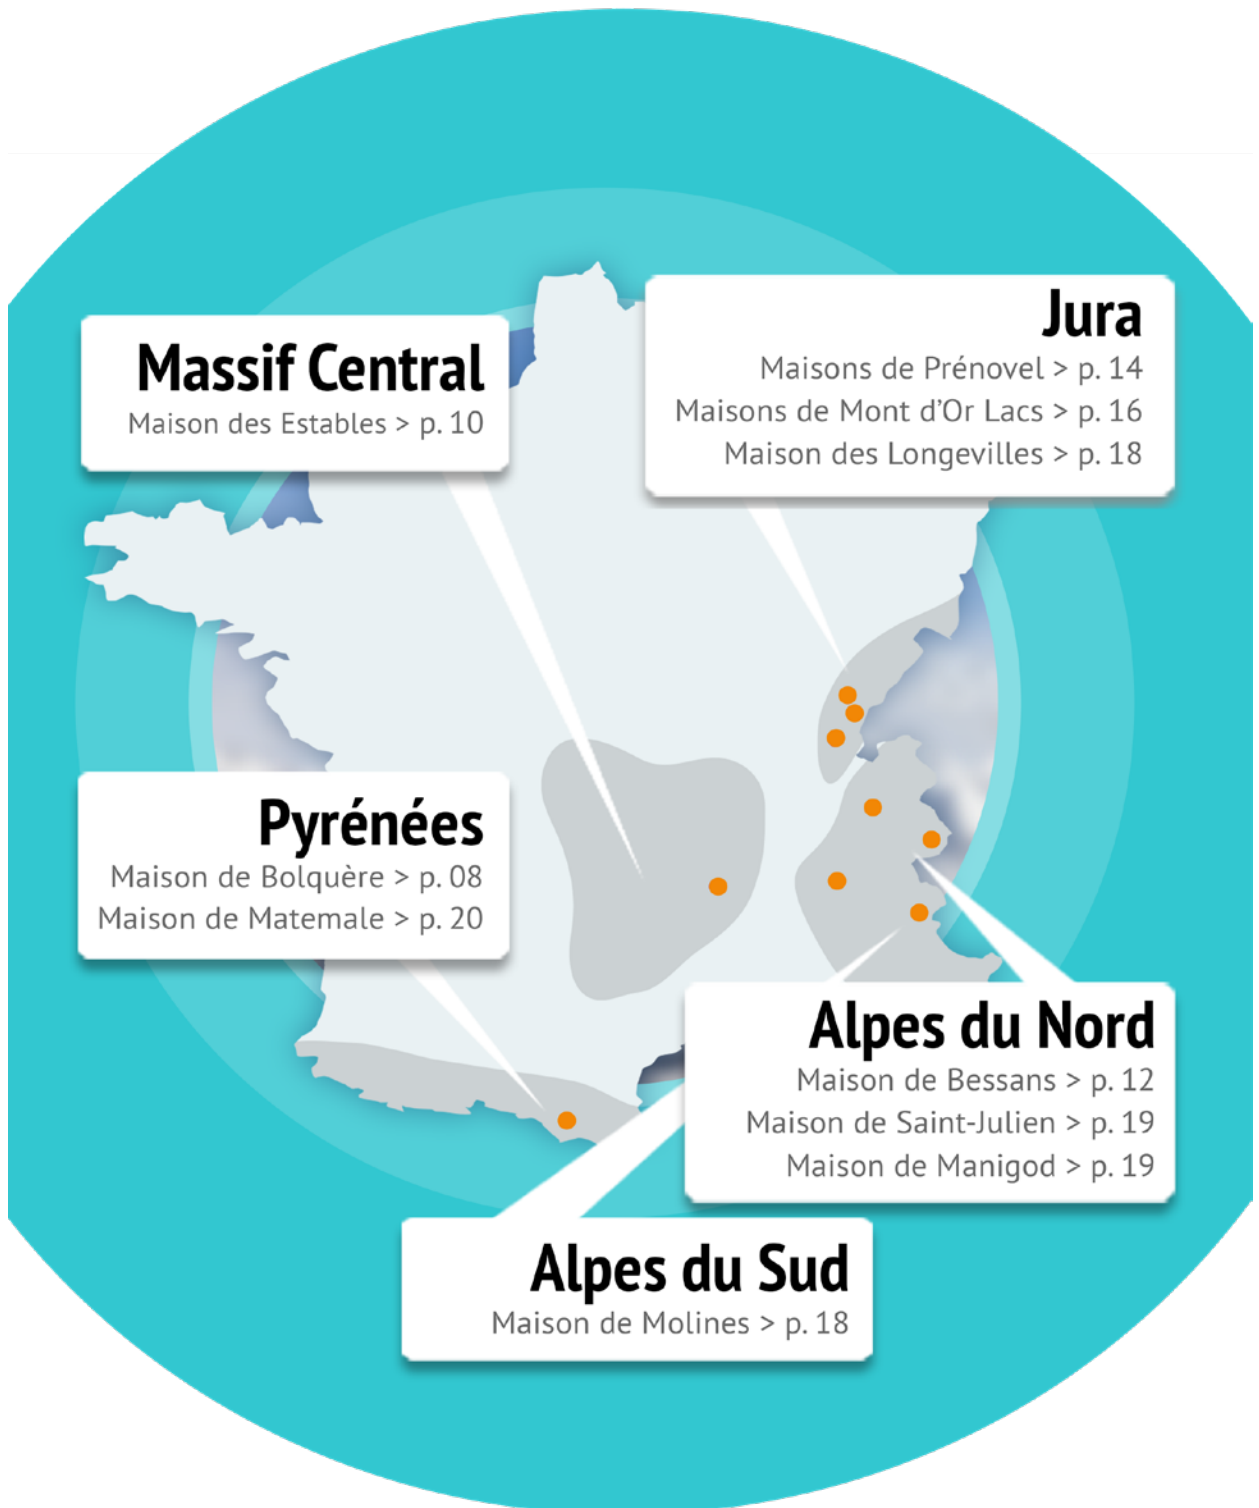 Massif Central
Maison des Estables > p. 10
Jura
Maisons de Prénovel > p. 14
Maisons de Mont d’Or Lacs > p. 16
Maison des Longevilles > p. 18
Pyrénées
Maison de Bolquère > p. 08
Maison de Matemale > p. 20
Alpes du Nord
Maison de Bessans > p. 12
Maison de Saint-Julien > p. 19
Maison de Manigod > p. 19
Alpes du Sud
Maison de Molines > p. 18